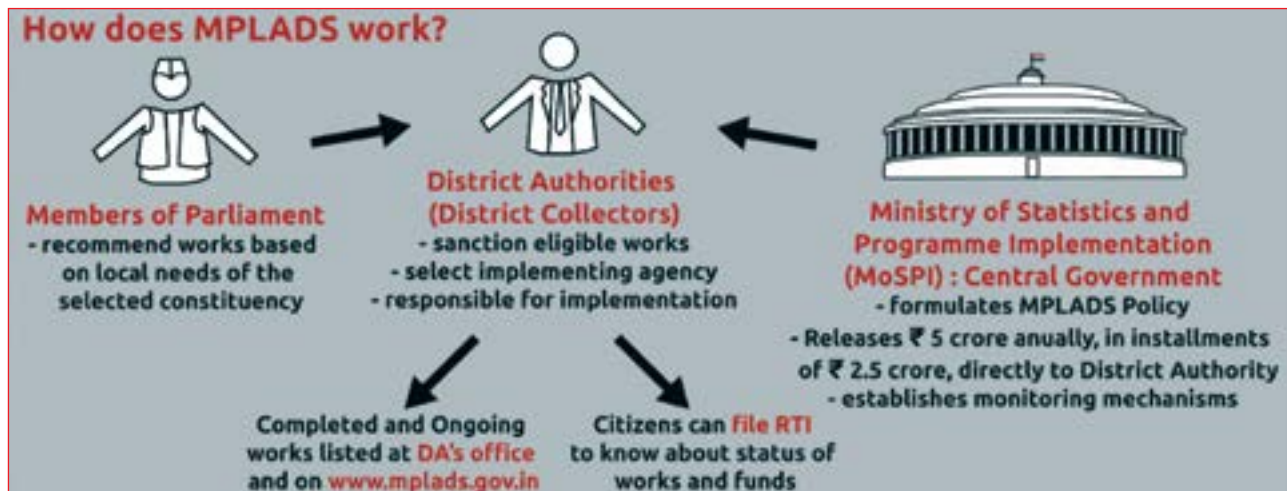 How does MPLADS work?
Members of Parliament
- recommend works based
on local needs of the
selected constituency
District Authorities
(District Collectors)
- sanction eligible works
- select implementing agency
- responsible for implementation
Ministry of Statistics and
Programme Implementation
(MoSPI) : Central Government
- formulates MPLADS Policy
- Releases ₹ 5 crore anually, in installments
of ₹ 2.5 crore, directly to District Authority
- establishes monitoring mechanisms
Completed and Ongoing
works listed at DA's office
and on www.mplads.gov.in
Citizens can file RTI
to know about status of
works and funds